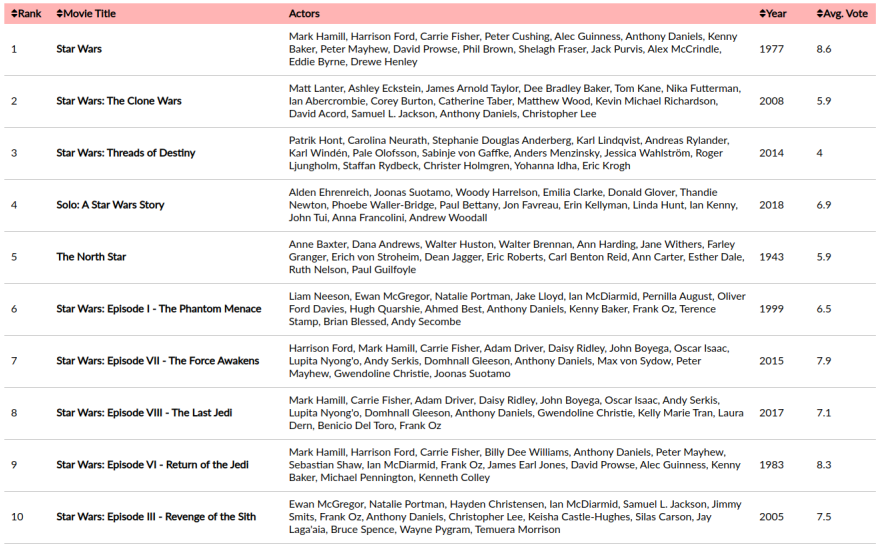 Rank Movie Title Actors Year Avg. Vote
Mark Hamill, Harrison Ford, Carrie Fisher, Peter Cushing, Alec Guinness, Anthony Daniels, Kenny
1 Star Wars Baker, Peter Mayhew, David Prowse, Phil Brown, Shelagh Fraser, Jack Purvis, Alex McCrindle, 1977 8.6
Eddie Byrne, Drewe Henley
Matt Lanter, Ashley Eckstein, James Arnold Taylor, Dee Bradley Baker, Tom Kane, Nika Futterman,
2 Star Wars: The Clone Wars Ian Abercrombie, Corey Burton, Catherine Taber, Matthew Wood, Kevin Michael Richardson, 2008 5.9
David Acord, Samuel L. Jackson, Anthony Daniels, Christopher Lee
Patrik Hont, Carolina Neurath, Stephanie Douglas Anderberg, Karl Lindqvist, Andreas Rylander,
3 Star Wars: Threads of Destiny Karl Windén, Pale Olofsson, Sabinje von Gaffke, Anders Menzinsky, Jessica Wahlström, Roger 2014 4
Ljungholm, Staffan Rydbeck, Christer Holmgren, Yohanna Idha, Eric Krogh
Alden Ehrenreich, Joonas Suotamo, Woody Harrelson, Emilia Clarke, Donald Glover, Thandie
4 Solo: A Star Wars Story Newton, Phoebe Waller-Bridge, Paul Bettany, Jon Favreau, Erin Kellyman, Linda Hunt, Ian Kenny, 2018 6.9
John Tui, Anna Francolini, Andrew Woodall
Anne Baxter, Dana Andrews, Walter Huston, Walter Brennan, Ann Harding, Jane Withers, Farley
5 The North Star Granger, Erich von Stroheim, Dean Jagger, Eric Roberts, Carl Benton Reid, Ann Carter, Esther Dale, 1943 5.9
Ruth Nelson, Paul Guilfoyle
Liam Neeson, Ewan McGregor, Natalie Portman, Jake Lloyd, Ian McDiarmid, Pernilla August, Oliver
6 Star Wars: Episode I - The Phantom Menace Ford Davies, Hugh Quarshie, Ahmed Best, Anthony Daniels, Kenny Baker, Frank Oz, Terence 1999 6.5
Stamp, Brian Blessed, Andy Secombe
Harrison Ford, Mark Hamill, Carrie Fisher, Adam Driver, Daisy Ridley, John Boyega, Oscar Isaac,
7 Star Wars: Episode VII - The Force Awakens Lupita Nyong'o, Andy Serkis, Domhnall Gleeson, Anthony Daniels, Max von Sydow, Peter 2015 7.9
Mayhew, Gwendoline Christie, Joonas Suotamo
Mark Hamill, Carrie Fisher, Adam Driver, Daisy Ridley, John Boyega, Oscar Isaac, Andy Serkis,
8 Star Wars: Episode VIII - The Last Jedi Lupita Nyong'o, Domhnall Gleeson, Anthony Daniels, Gwendoline Christie, Kelly Marie Tran, Laura 2017 7.1
Dern, Benicio Del Toro, Frank Oz
Mark Hamill, Harrison Ford, Carrie Fisher, Billy Dee Williams, Anthony Daniels, Peter Mayhew,
9 Star Wars: Episode VI - Return of the Jedi Sebastian Shaw, Ian McDiarmid, Frank Oz, James Earl Jones, David Prowse, Alec Guinness, Kenny 1983 8.3
Baker, Michael Pennington, Kenneth Colley
Ewan McGregor, Natalie Portman, Hayden Christensen, Ian McDiarmid, Samuel L. Jackson, Jimmy
10 Star Wars: Episode III - Revenge of the Sith Smits, Frank Oz, Anthony Daniels, Christopher Lee, Keisha Castle-Hughes, Silas Carson, Jay 2005 7.5
Laga'aia, Bruce Spence, Wayne Pygram, Temuera Morrison